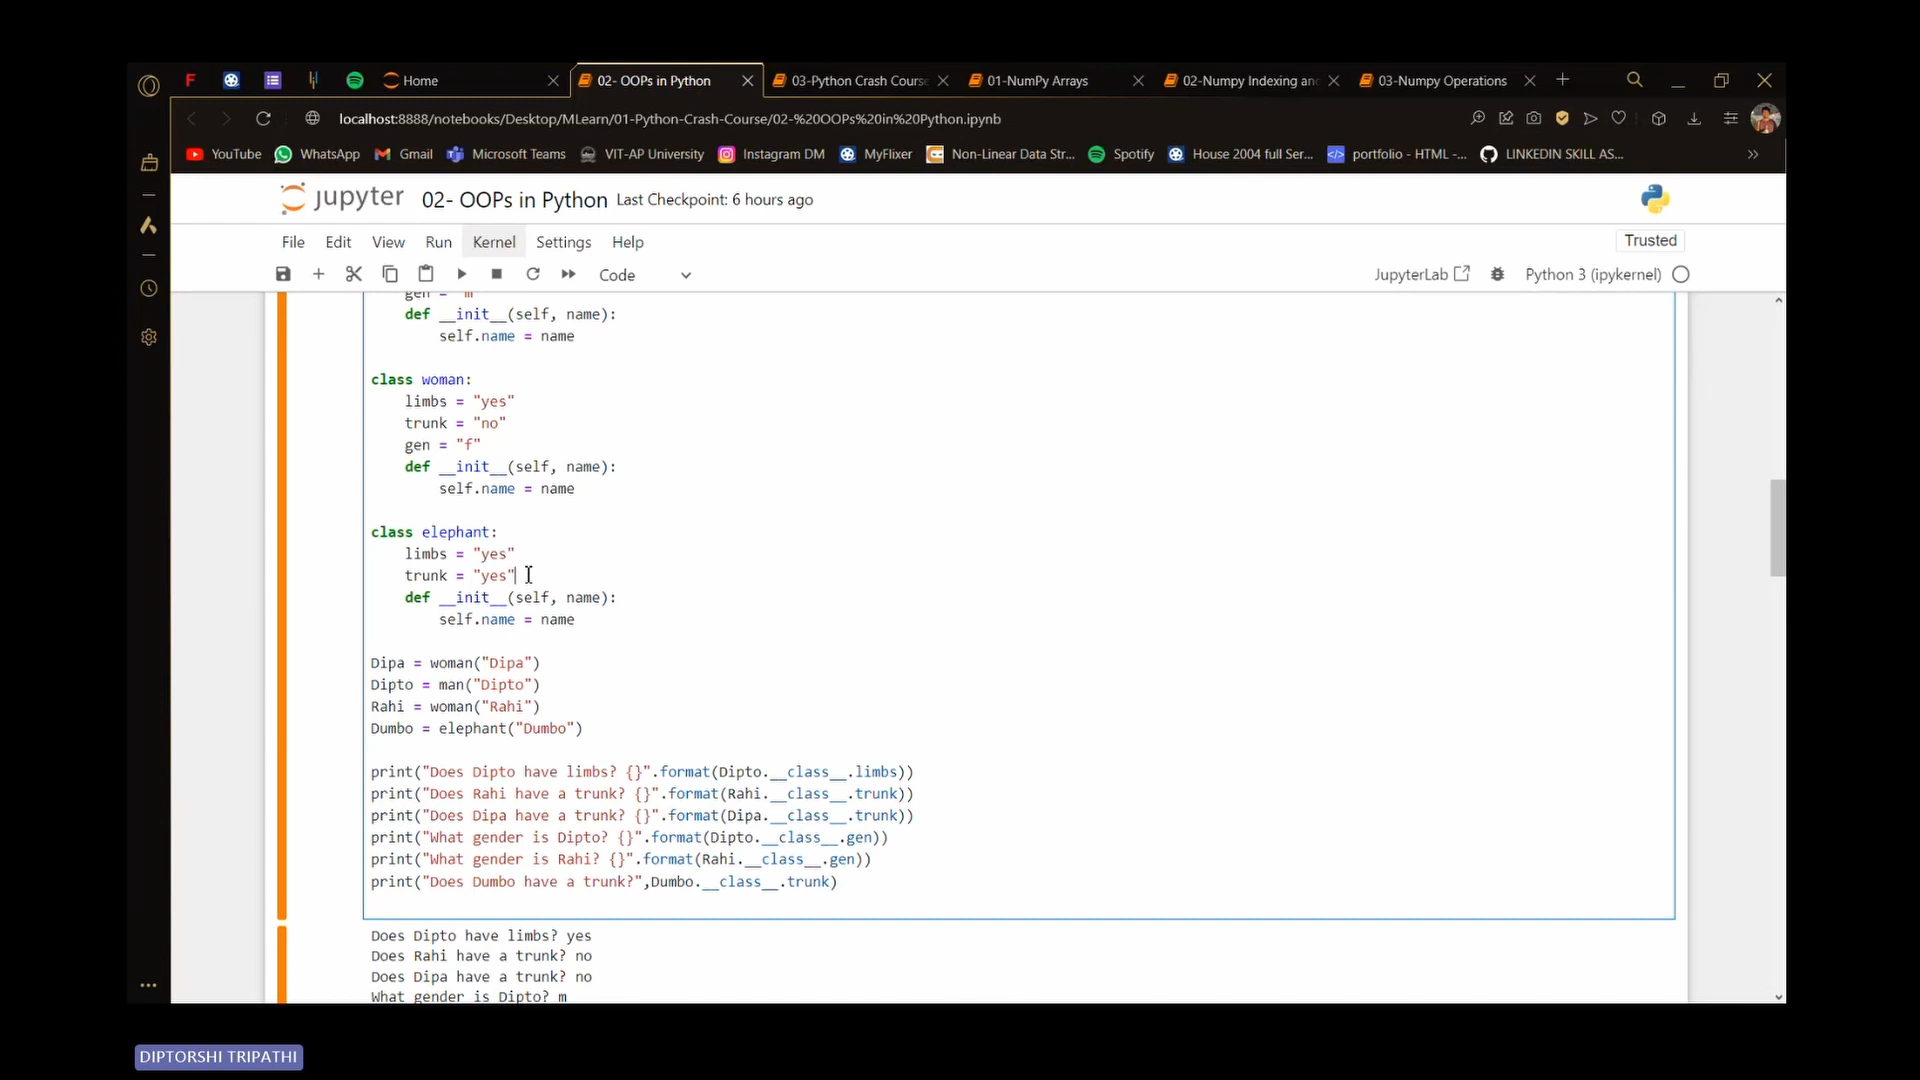 Home
02- OOPs in Python
03-Python Crash Course
01-NumPy Arrays
02-Numpy Indexing an
03-Numpy Operations
localhost:8888/notebooks/Desktop/MLearn/01-Python-Crash-Course/02-%20OOPs%20in%20Python.ipynb
YouTube
WhatsApp
Gmail
Microsoft Teams
VIT-AP University
Instagram DM
MyFlixer
Non-Linear Data Str...
Spotify
House 2004 full Ser...
portfolio - HTML -...
LINKEDIN SKILL AS...
jupyter 02- OOPs in Python Last Checkpoint: 6 hours ago
File Edit View Run Kernel Settings Help
Trusted
Code
JupyterLab
Python 3 (ipykernel)
gen = "m"
def __init__(self, name):
self.name = name
class woman:
limbs = "yes"
trunk = "no"
gen = "f"
def __init__(self, name):
self.name = name
class elephant:
limbs = "yes"
trunk = "yes"
def __init__(self, name):
self.name = name
Dipa = woman("Dipa")
Dipto = man("Dipto")
Rahi = woman("Rahi")
Dumbo = elephant("Dumbo")
print("Does Dipto have limbs? {}".format(Dipto.__class__.limbs))
print("Does Rahi have a trunk? {}".format(Rahi.__class__.trunk))
print("Does Dipa have a trunk? {}".format(Dipa.__class__.trunk))
print("What gender is Dipto? {}".format(Dipto.__class__.gen))
print("What gender is Rahi? {}".format(Rahi.__class__.gen))
print("Does Dumbo have a trunk?",Dumbo.__class__.trunk)
Does Dipto have limbs? yes
Does Rahi have a trunk? no
Does Dipa have a trunk? no
What gender is Dipto? m
DIPTORSHI TRIPATHI